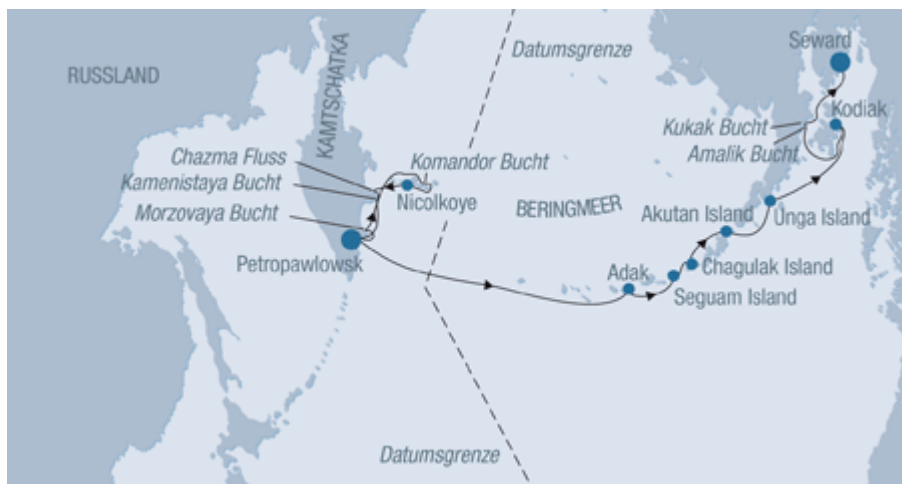 Datumsgrenze
Seward
RUSSLAND
KAMTSCHATKA
Kodiak
Kukak Bucht
Amalik Bucht
Chazma Fluss
Komandor Bucht
Kamenistaya Bucht
Nicolkoye
Morzovaya Bucht
BERINGMEER
Akutan Island
Unga Island
Petropawlowsk
Adak
Chagulak Island
Seguam Island
Datumsgrenze